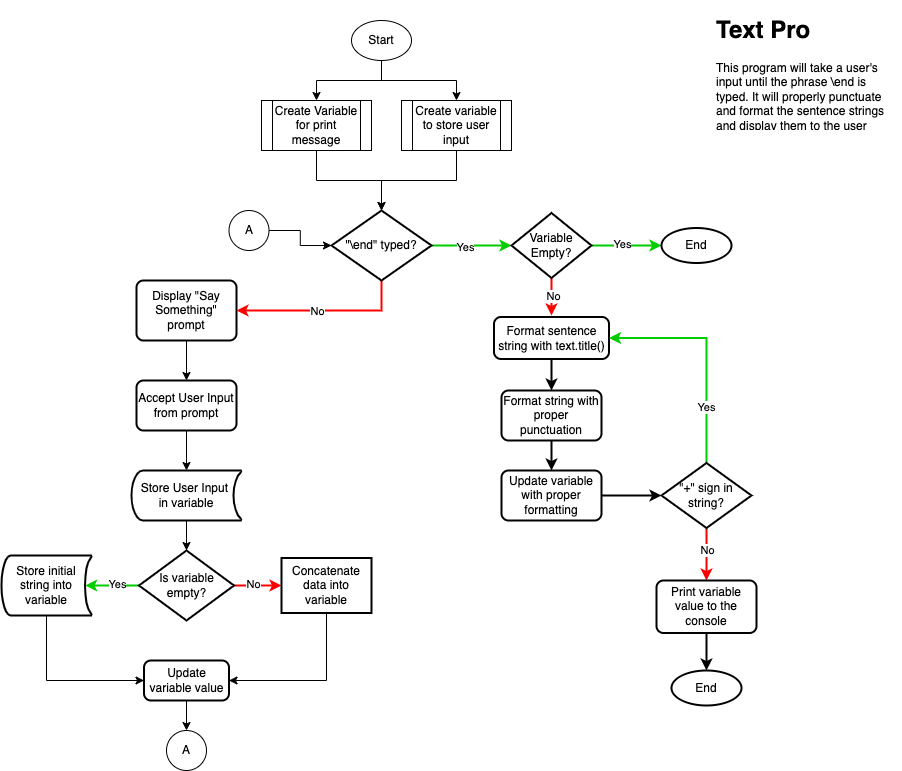 Text Pro
This program will take a user's
input until the phrase \end is
typed. It will properly punctuate
and format the sentence strings
and display them to the user
Start
Create Variable
for print
message
Create variable
to store user
input
A
"\end" typed?
Yes
Variable
Empty?
Yes
End
No
No
Display "Say
Something"
prompt
Format sentence
string with text.title()
Accept User Input
from prompt
Format string with
proper
punctuation
Yes
Store User Input
in variable
Update variable
with proper
formatting
"+" sign in
string?
Store initial
string into
variable
Yes
Is variable
empty?
No
Concatenate
data into
variable
No
Print variable
value to the
console
Update
variable value
End
A